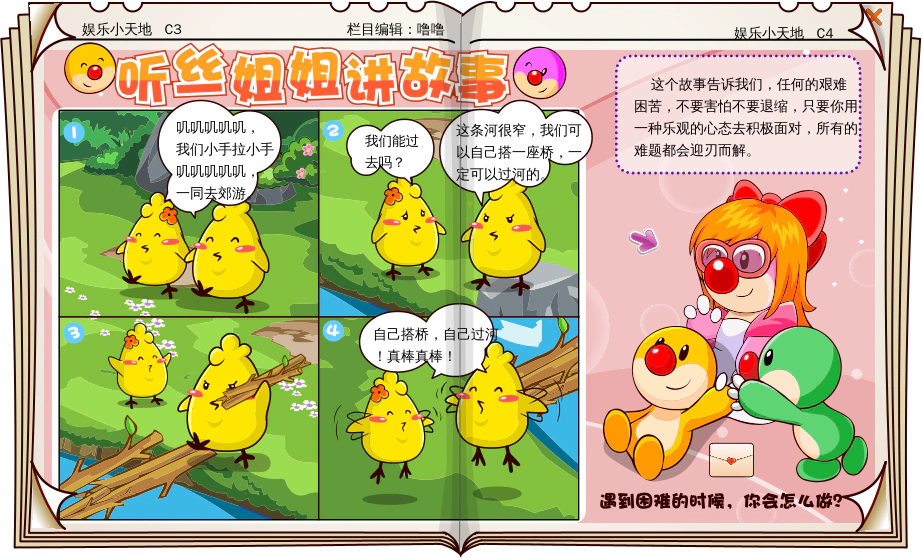 娱乐小天地 C3
栏目编辑：噜噜
娱乐小天地 C4
听丝姐姐讲故事
1
叽叽叽叽叽，
我们小手拉小手
叽叽叽叽叽，
一同去郊游。
2
我们能过
去吗？
这条河很窄，我们可
以自己搭一座桥，一
定可以过河的。
3
4
自己搭桥，自己过河
！真棒真棒！
这个故事告诉我们，任何的艰难
困苦，不要害怕不要退缩，只要你用
一种乐观的心态去积极面对，所有的
难题都会迎刃而解。
遇到困难的时候，你会怎么做？